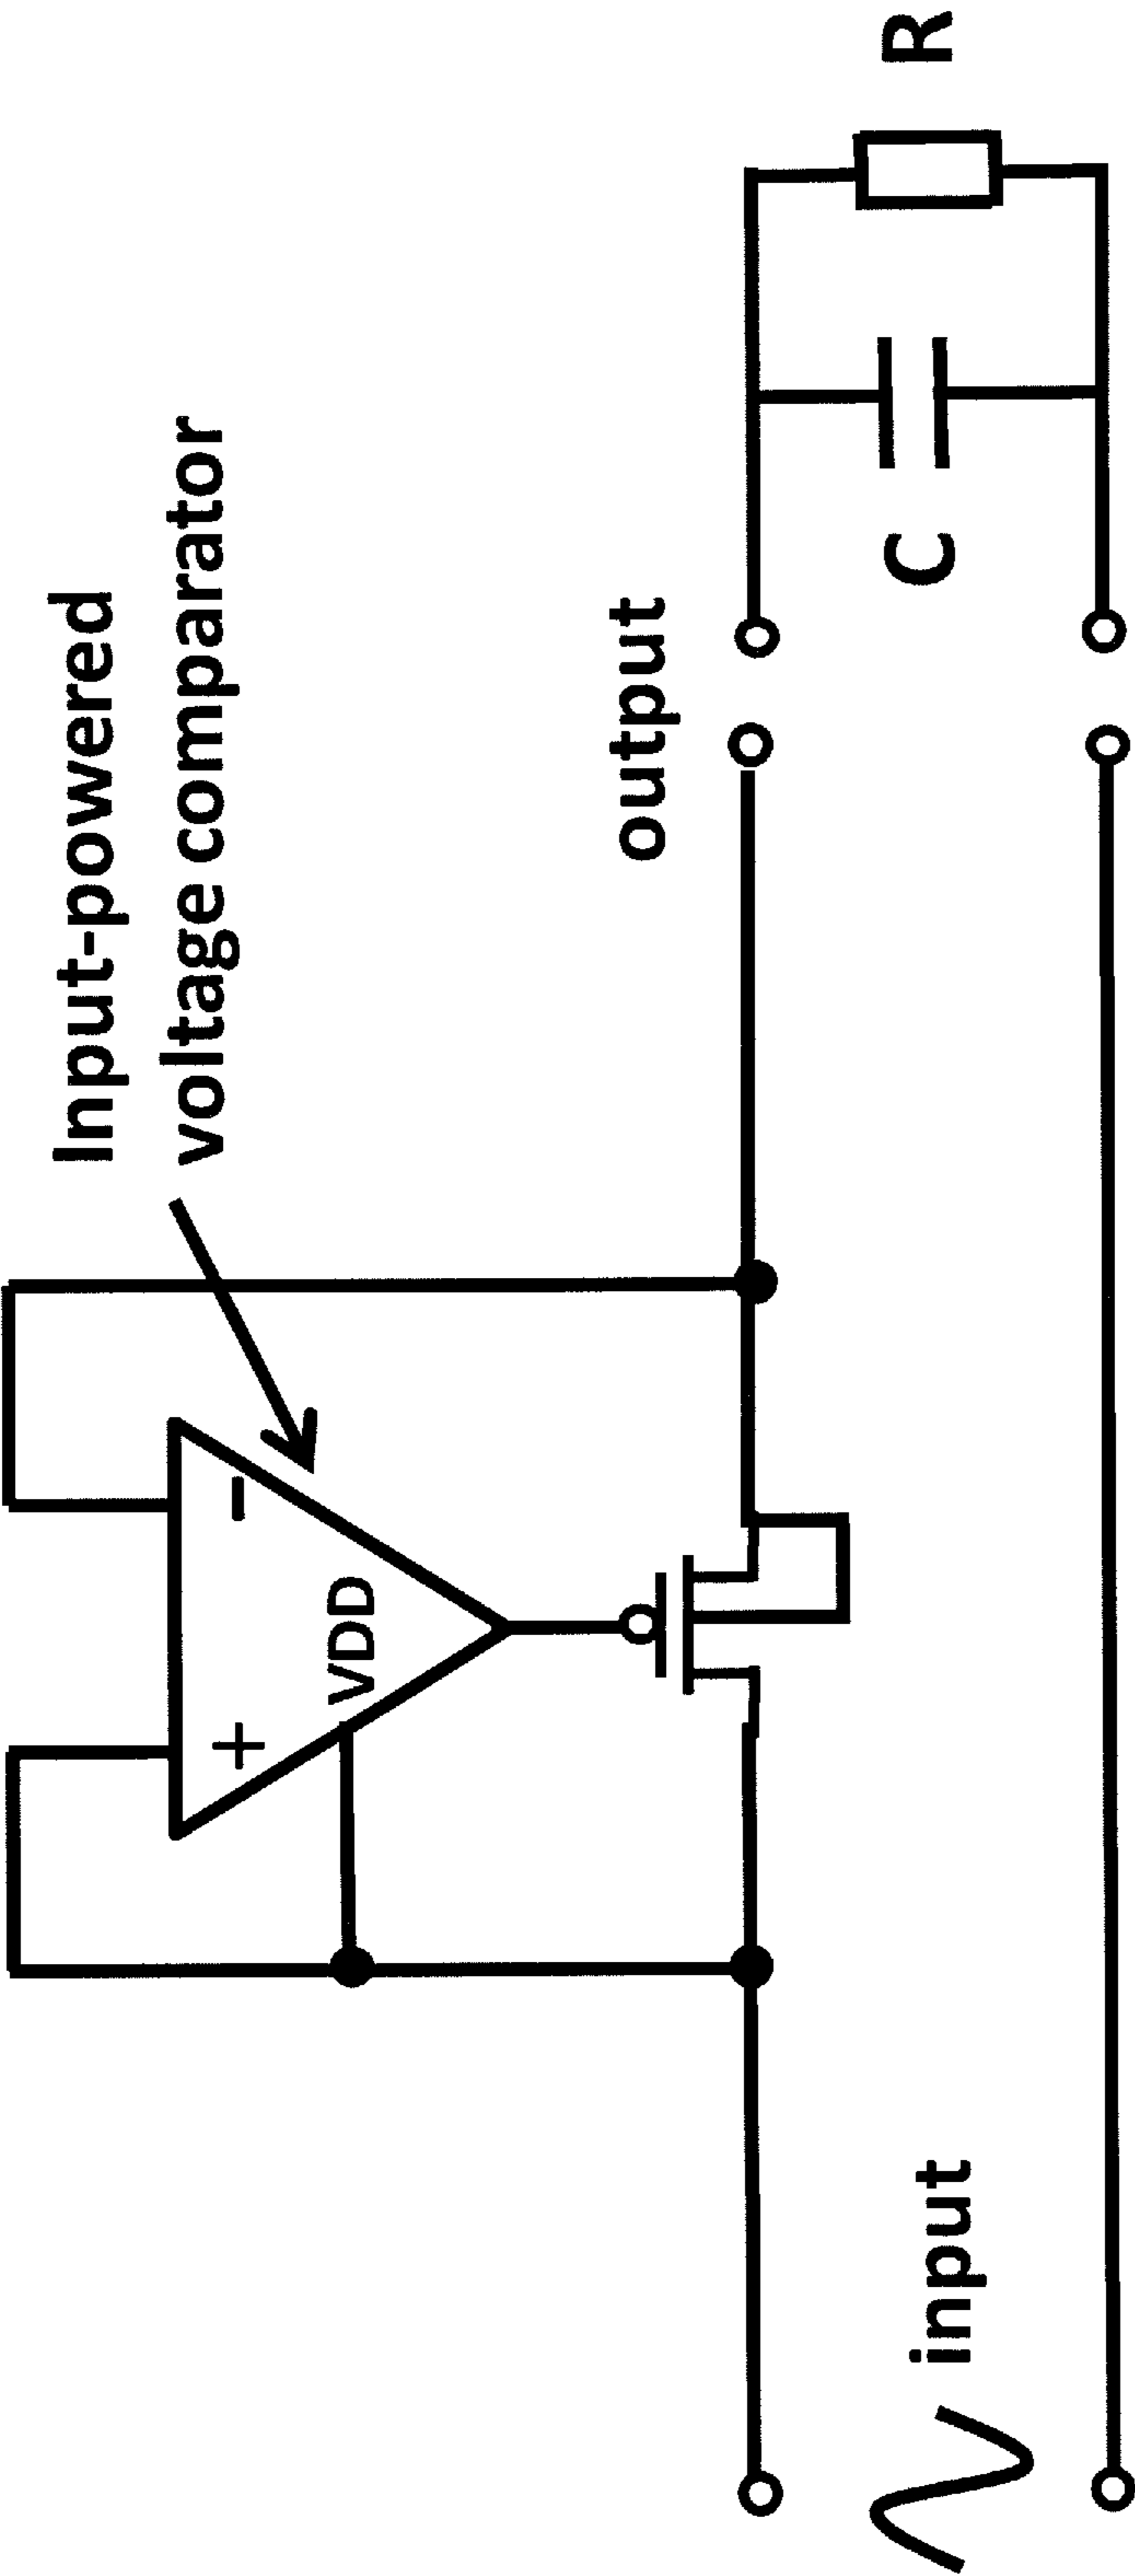 Input-powered
voltage comparator
+
-
VDD
output
input
C
R